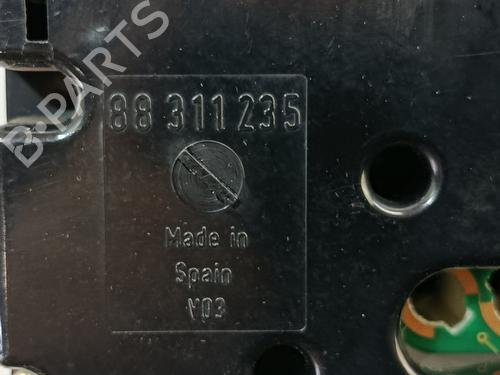 B-PARTS
88 311 235
Made in
Spain
V03